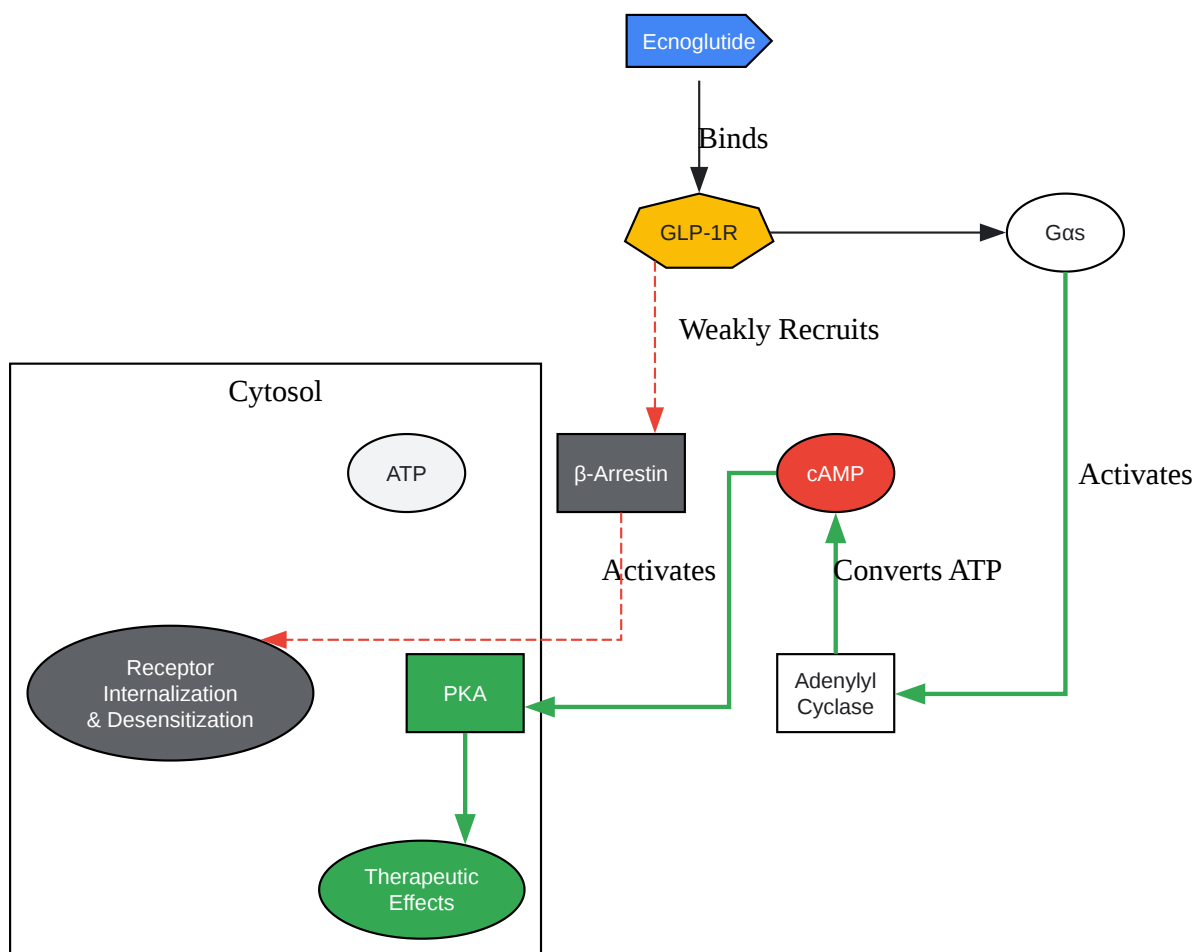 Ecnoglutide
Binds
GLP-1R
Gαs
Weakly Recruits
Cytosol
ATP
β-Arrestin
cAMP
Activates
Activates
Converts ATP
Receptor
Internalization
& Desensitization
PKA
Adenylyl
Cyclase
Therapeutic
Effects